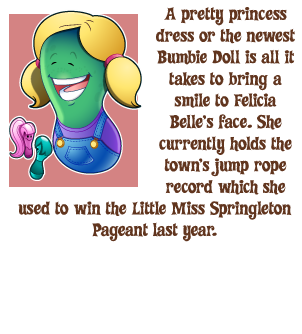 A pretty princess
dress or the newest
Bumbie Doll is all it
takes to bring a
smile to Felicia
Belle's face. She
currently holds the
town's jump rope
record which she
used to win the Little Miss Springleton
Pageant last year.